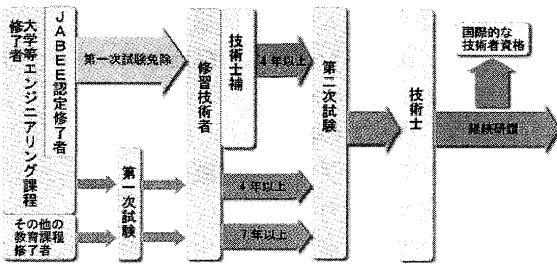 大学等エンジニアリング課程
修了者
JABEE認定修了者
その他の
教育課程
修了者
第一次試験免除
第一次試験
修習技術者
技術士補
4年以上
4年以上
7年以上
第二次試験
技術士
国際的な
技術者資格
継続研鑽